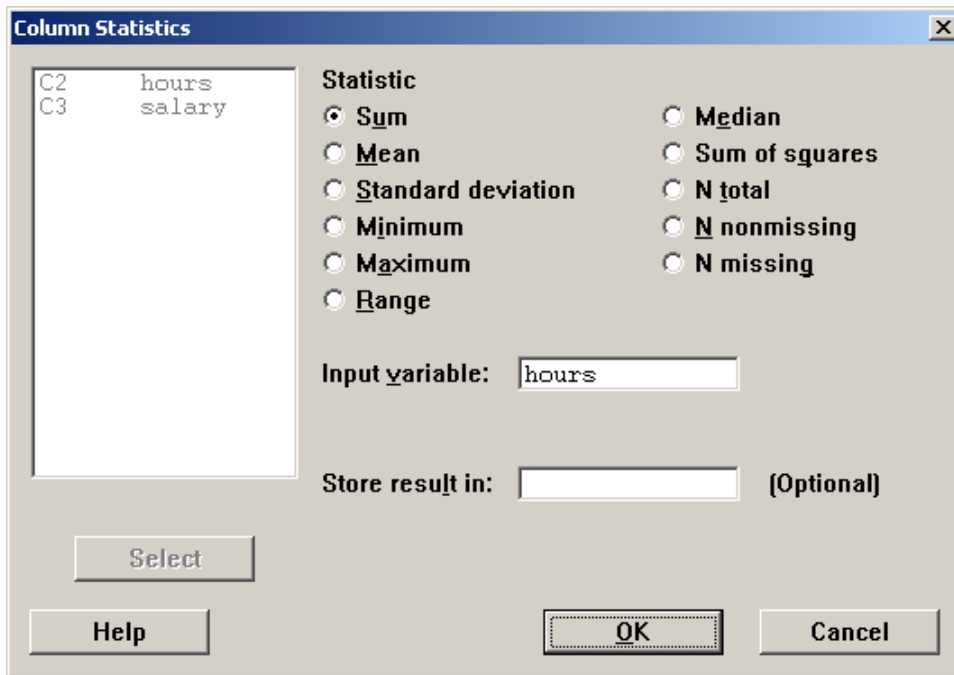 Column Statistics
C2 hours
C3 salary
Statistic
Sum
Mean
Standard deviation
Minimum
Maximum
Range
Median
Sum of squares
N total
N nonmissing
N missing
Input variable: hours
Store result in: (Optional)
Select
Help
OK
Cancel